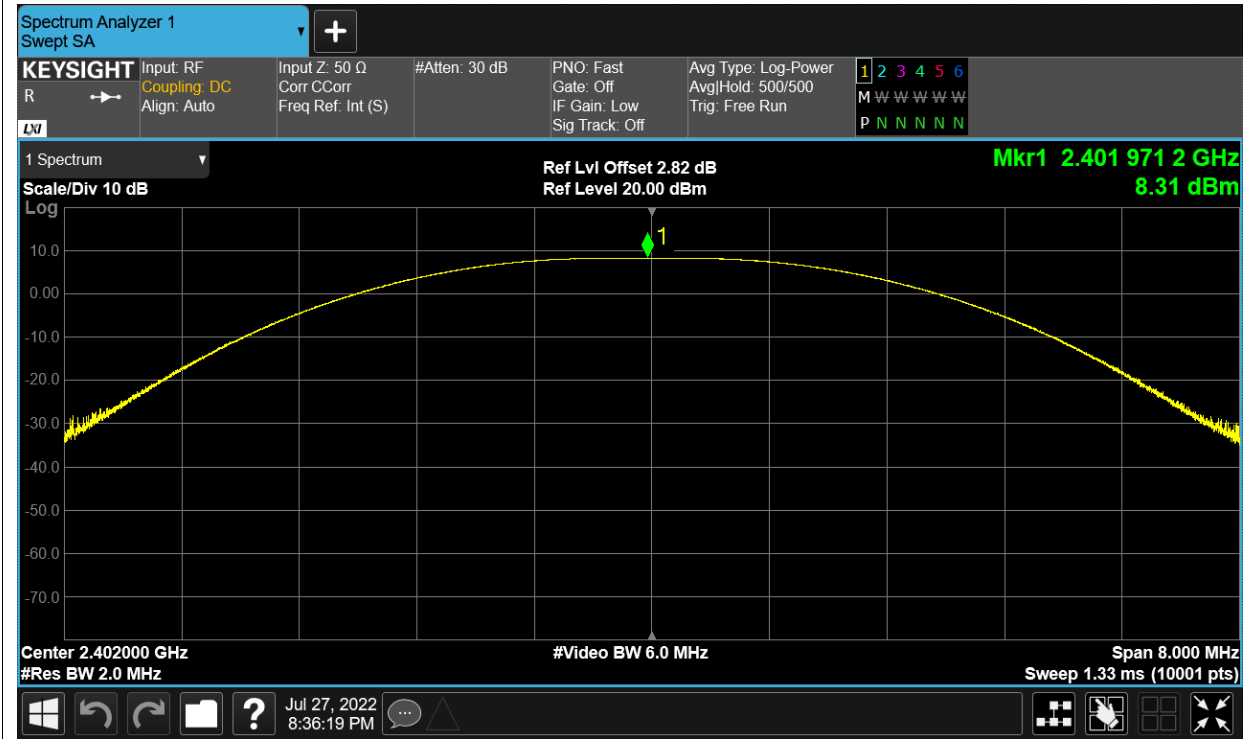 Spectrum Analyzer 1
Swept SA
KEYSIGHT
R
LXI
Input: RF
Coupling: DC
Align: Auto
Input Z: 50 Ω
Corr CCorr
Freq Ref: Int (S)
#Atten: 30 dB
PNO: Fast
Gate: Off
IF Gain: Low
Sig Track: Off
Avg Type: Log-Power
Avg|Hold: 500/500
Trig: Free Run
1 2 3 4 5 6
M W W W W W
P N N N N N
1 Spectrum
Scale/Div 10 dB
Log
Ref Lvl Offset 2.82 dB
Ref Level 20.00 dBm
Mkr1 2.401 971 2 GHz
8.31 dBm
1
10.0
0.00
-10.0
-20.0
-30.0
-40.0
-50.0
-60.0
-70.0
Center 2.402000 GHz
#Res BW 2.0 MHz
#Video BW 6.0 MHz
Span 8.000 MHz
Sweep 1.33 ms (10001 pts)
?
Jul 27, 2022
8:36:19 PM